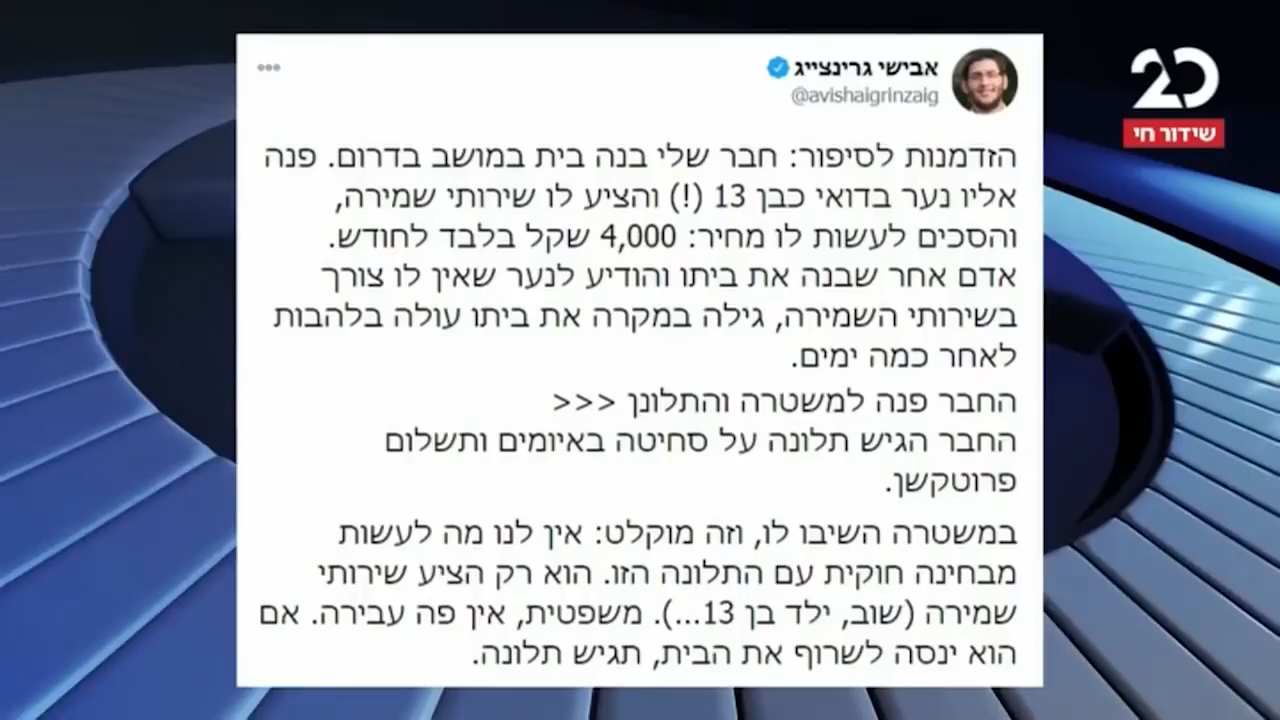 אבישי גרינצייג
@avishaigrinzaig
20
שידור חי
הזדמנות לסיפור: חבר שלי בנה בית במושב בדרום. פנה
אליו נער בדואי כבן 13 (!) והציע לו שירותי שמירה,
והסכים לעשות לו מחיר: 4,000 שקל בלבד לחודש.
אדם אחר שבנה את ביתו והודיע לנער שאין לו צורך
בשירותי השמירה, גילה במקרה את ביתו עולה בלהבות
לאחר כמה ימים.
החבר פנה למשטרה והתלונן >>>
החבר הגיש תלונה על סחיטה באיומים ותשלום
פרוטקשן.
במשטרה השיבו לו, וזה מוקלט: אין לנו מה לעשות
מבחינה חוקית עם התלונה הזו. הוא רק הציע שירותי
שמירה (שוב, ילד בן 13...). משפטית, אין פה עבירה. אם
הוא ינסה לשרוף את הבית, תגיש תלונה.